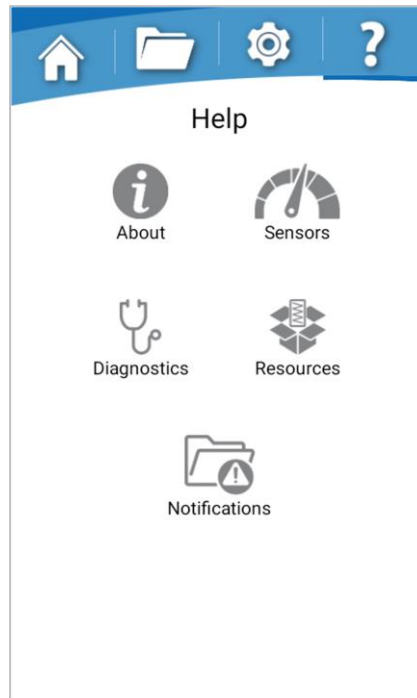 Help
About
Sensors
Diagnostics
Resources
Notifications